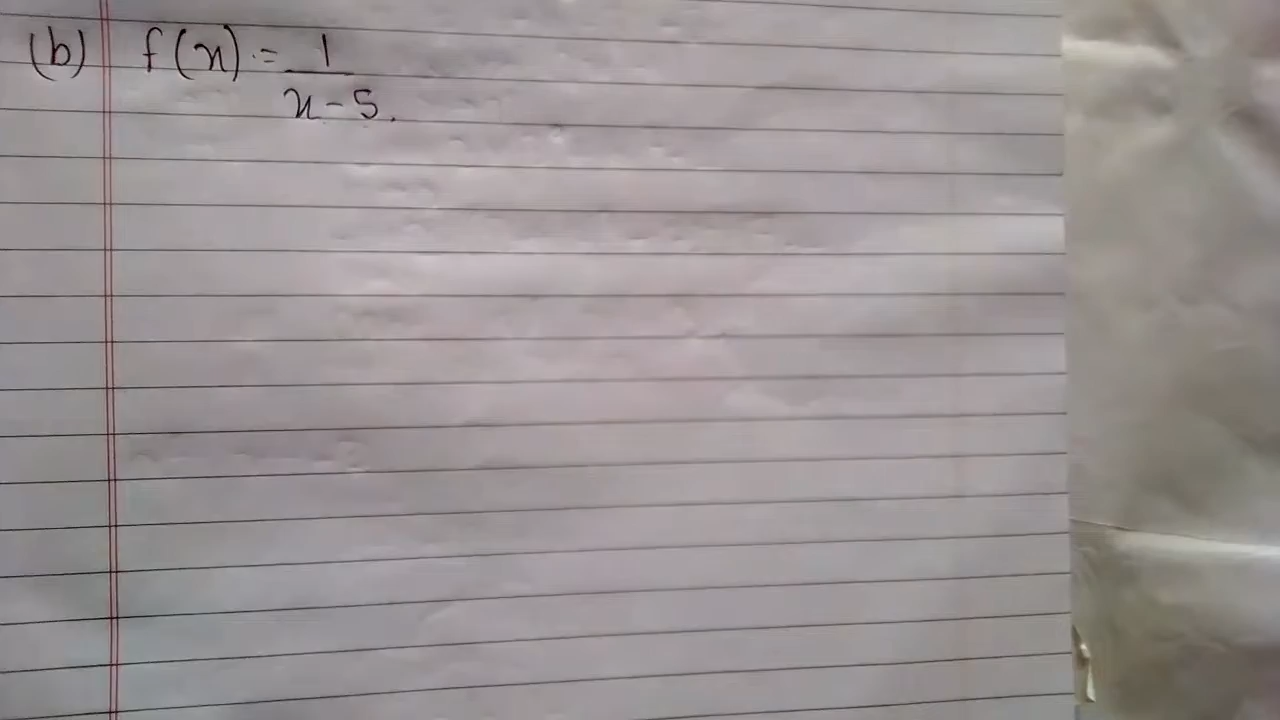 (b) f(x) = 1
x - 5.